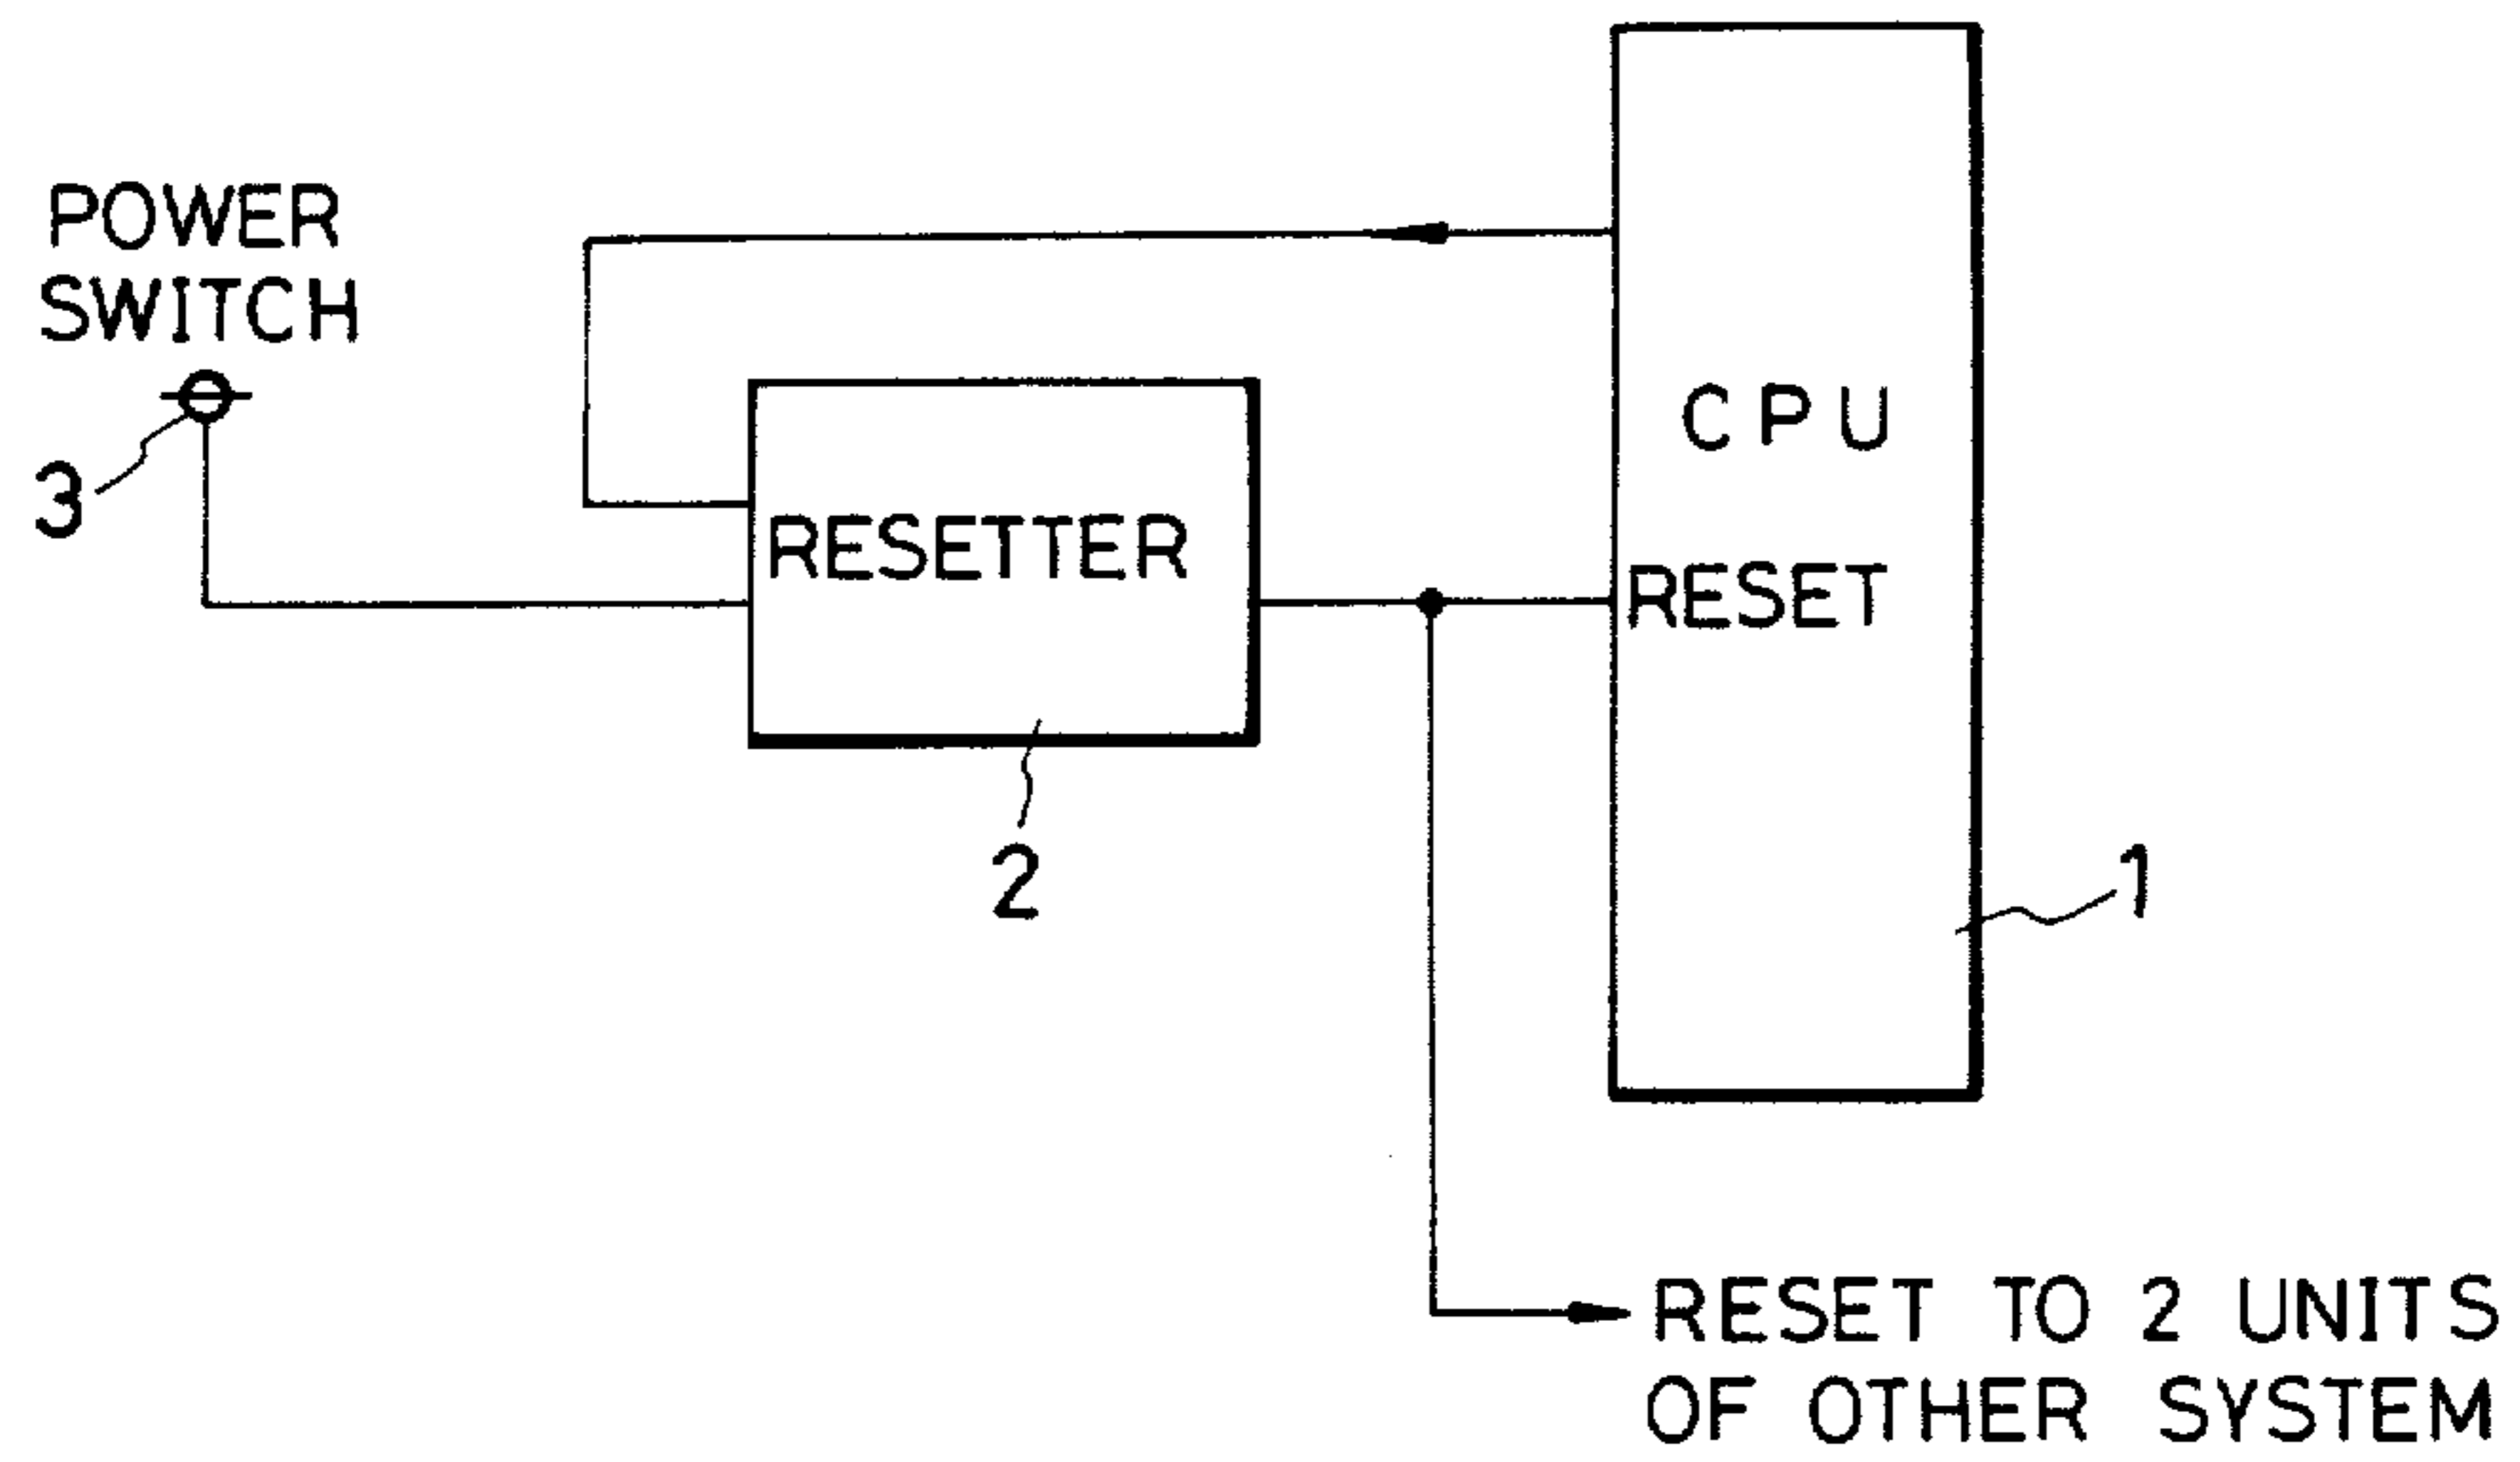 POWER
SWITCH
3
RESETTER
2
CPU
RESET
1
RESET TO 2 UNITS
OF OTHER SYSTEM